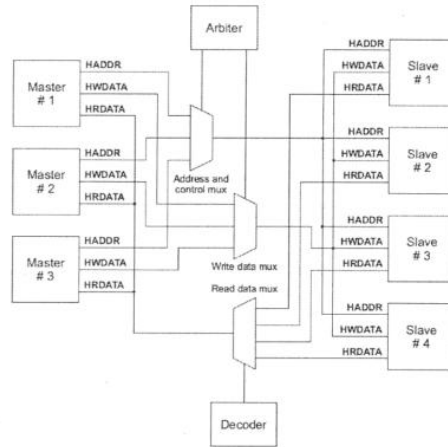 Arbiter
Master
# 1
HADDR
HWDATA
HRDATA
Master
# 2
HADDR
HWDATA
HRDATA
Master
# 3
HADDR
HWDATA
HRDATA
Address and
control mux
Write data mux
Read data mux
HADDR
HWDATA
HRDATA
Slave
# 1
HADDR
HWDATA
HRDATA
Slave
# 2
HADDR
HWDATA
HRDATA
Slave
# 3
HADDR
HWDATA
HRDATA
Slave
# 4
Decoder